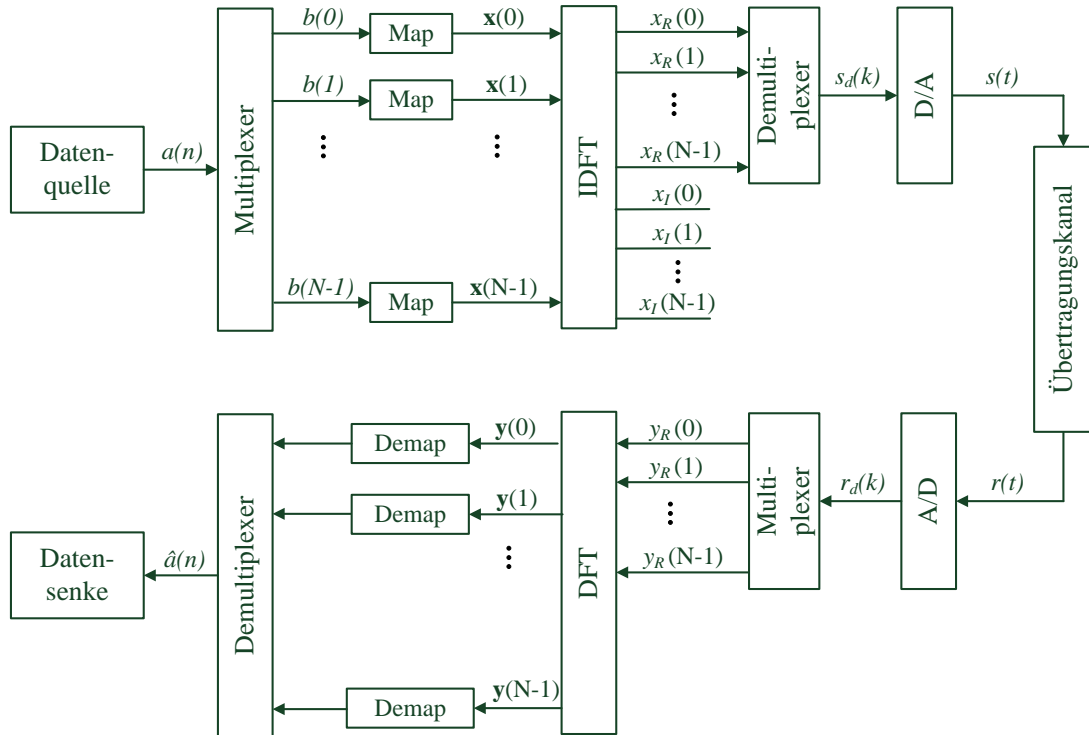 Daten-
quelle
a(n)
Multiplexer
b(0)
Map
x(0)
b(1)
Map
x(1)
b(N-1)
Map
x(N-1)
IDFT
x_R(0)
x_R(1)
x_R(N-1)
x_I(0)
x_I(1)
x_I(N-1)
Demulti-
plexer
s_d(k)
D/A
s(t)
Übertragungskanal
r(t)
A/D
r_d(k)
Multi-
plexer
y_R(0)
y_R(1)
y_R(N-1)
DFT
y(0)
Demap
y(1)
Demap
y(N-1)
Demap
Demultiplexer
â(n)
Daten-
senke